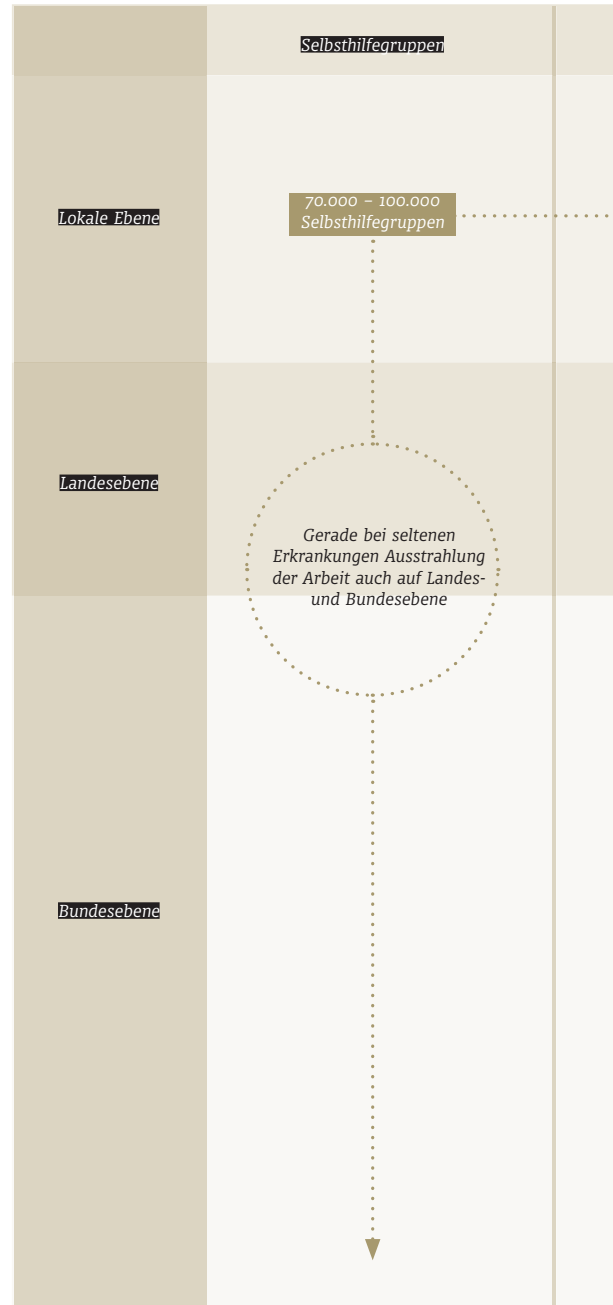 Selbsthilfegruppen
Lokale Ebene
70.000 – 100.000
Selbsthilfegruppen
Landesebene
Gerade bei seltenen
Erkrankungen Ausstrahlung
der Arbeit auch auf Landes-
und Bundesebene
Bundesebene